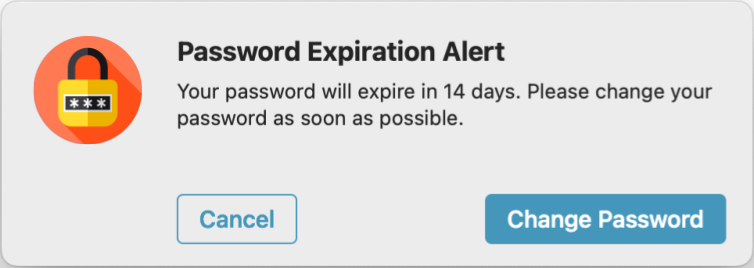 Password Expiration Alert
Your password will expire in 14 days. Please change your
password as soon as possible.
***
Cancel
Change Password